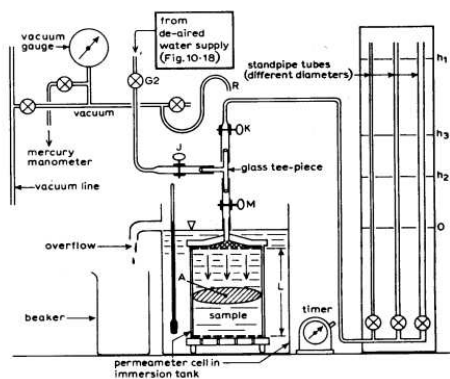 vacuum
gauge
from
de-aired
water supply
(Fig. 10-18)
G2
R
standpipe tubes
(different diameters)
h1
vacuum
K
h3
mercury
manometer
J
glass tee-piece
h2
vacuum line
M
0
overflow
A
L
timer
beaker
sample
permeameter cell in
immersion tank